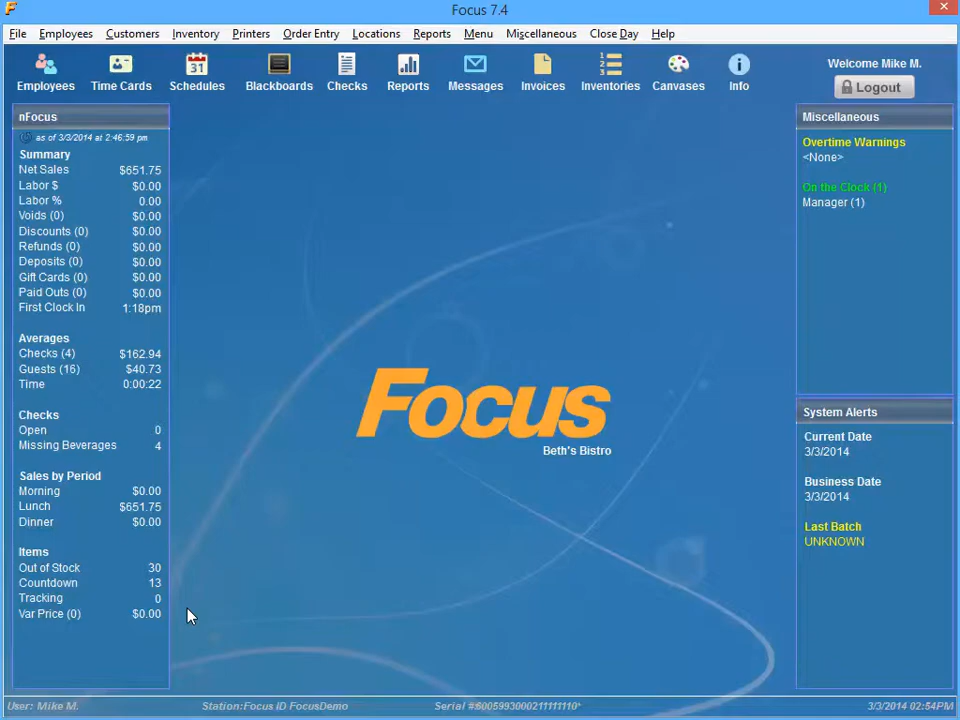 Focus 7.4
File Employees Customers Inventory Printers Order Entry Locations Reports Menu Miscellaneous Close Day Help
Employees Time Cards 31 Schedules Blackboards Checks Reports Messages Invoices 1 2 3 Inventories Canvases Info
Welcome Mike M.
Logout
nFocus
as of 3/3/2014 at 2:46:59 pm
Summary
Net Sales $651.75
Labor $ $0.00
Labor % 0.00
Voids (0) $0.00
Discounts (0) $0.00
Refunds (0) $0.00
Deposits (0) $0.00
Gift Cards (0) $0.00
Paid Outs (0) $0.00
First Clock In 1:18pm
Averages
Checks (4) $162.94
Guests (16) $40.73
Time 0:00:22
Checks
Open 0
Missing Beverages 4
Sales by Period
Morning $0.00
Lunch $651.75
Dinner $0.00
Items
Out of Stock 30
Countdown 13
Tracking 0
Var Price (0) $0.00
Focus
Beth's Bistro
Miscellaneous
Overtime Warnings
<None>
On the Clock (1)
Manager (1)
System Alerts
Current Date
3/3/2014
Business Date
3/3/2014
Last Batch
UNKNOWN
User: Mike M. Station:Focus ID FocusDemo 3/3/2014 02:54PM